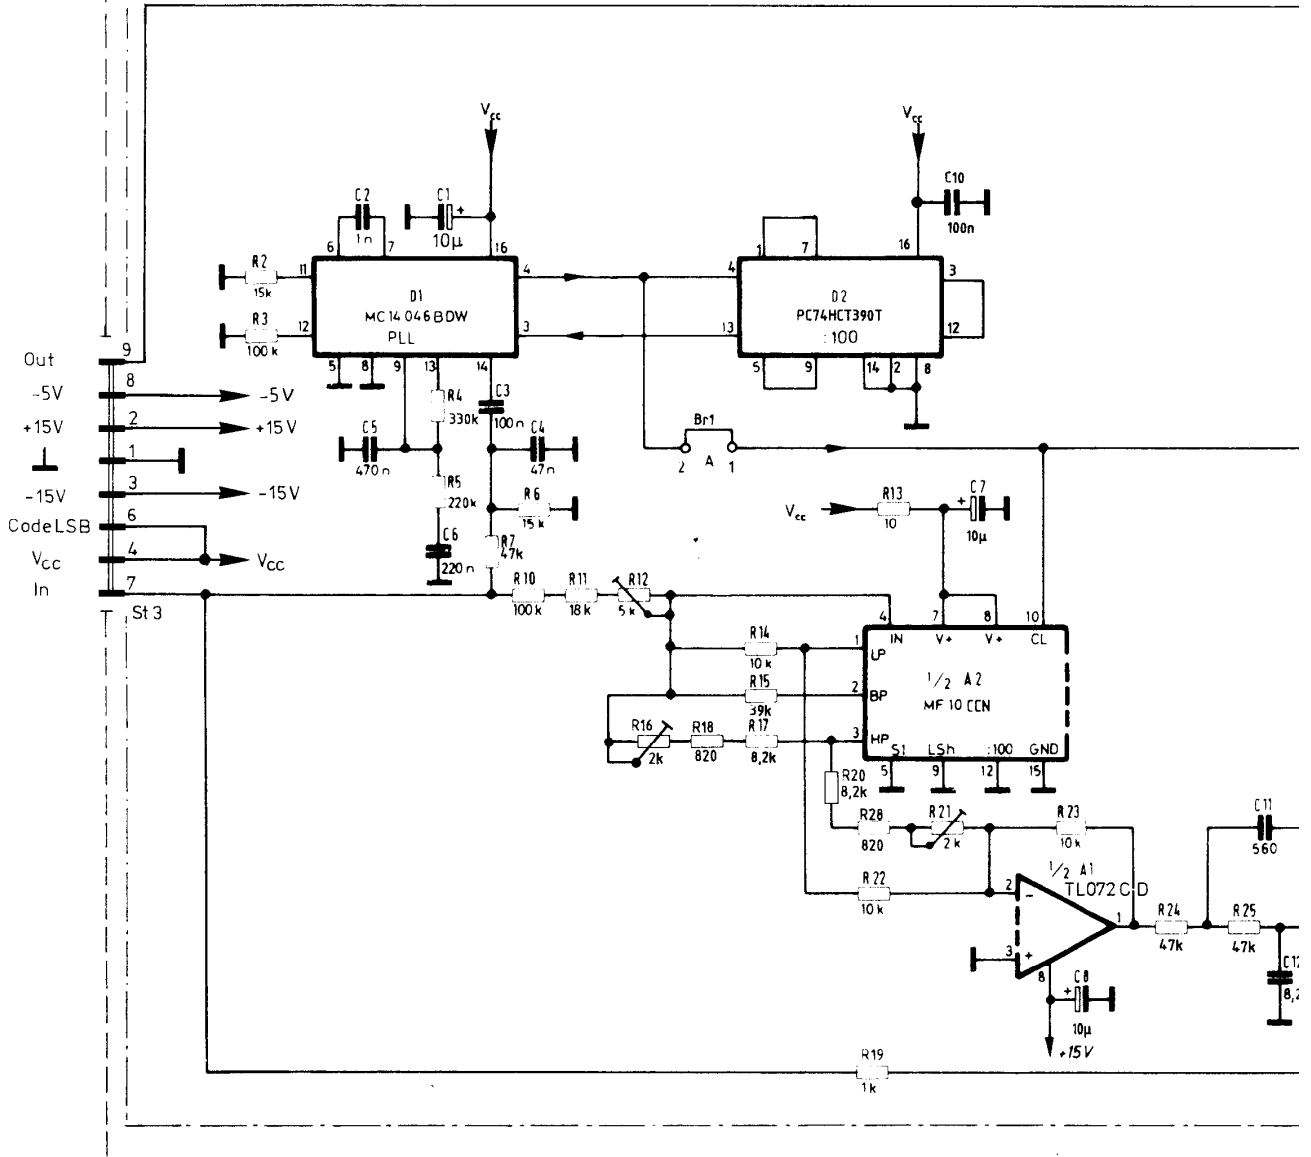 Vcc
Vcc
C10
100n
C2
1n
C1
+
10µ
6
7
16
1
7
16
R2
15k
11
4
4
3
D1
MC14046BDW
PLL
D2
PC74HCT390T
:100
R3
100k
12
3
13
12
5
8
9
13
14
5
9
14
2
8
Out
9
-5V
8
-5V
+15V
2
+15V
1
-15V
3
-15V
CodeLSB
6
VCC
4
VCC
In
7
St3
R4
330k
C3
100n
C5
470n
C4
47n
R5
220k
R6
15k
C6
220n
R7
47k
Br1
2
A
1
Vcc
R13
10
+
C7
10µ
R10
100k
R11
18k
R12
5k
4
7
8
10
IN
V+
V+
CL
R14
10k
1
LP
R15
39k
2
BP
1/2 A2
MF10CCN
R16
2k
R18
820
R17
8,2k
3
HP
S1
LSh
:100
GND
5
9
12
15
R20
8,2k
R28
820
R21
2k
R23
10k
C11
560
R22
10k
1/2 A1
TL072CD
2
-
3
+
1
8
R24
47k
R25
47k
C12
8,2
+
C8
10µ
+15V
R19
1k